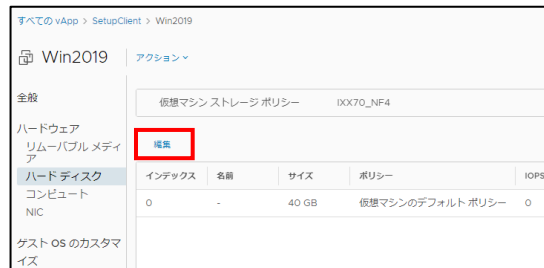 すべての vApp > SetupClient > Win2019
Win2019
アクション
全般
ハードウェア
リムーバブル メディ
ア
ハード ディスク
コンピュート
NIC
ゲスト OS のカスタマ
イズ
仮想マシン ストレージ ポリシー IXX70_NF4
編集
インデックス 名前 サイズ ポリシー IOPS
0 - 40 GB 仮想マシンのデフォルト ポリシー 0